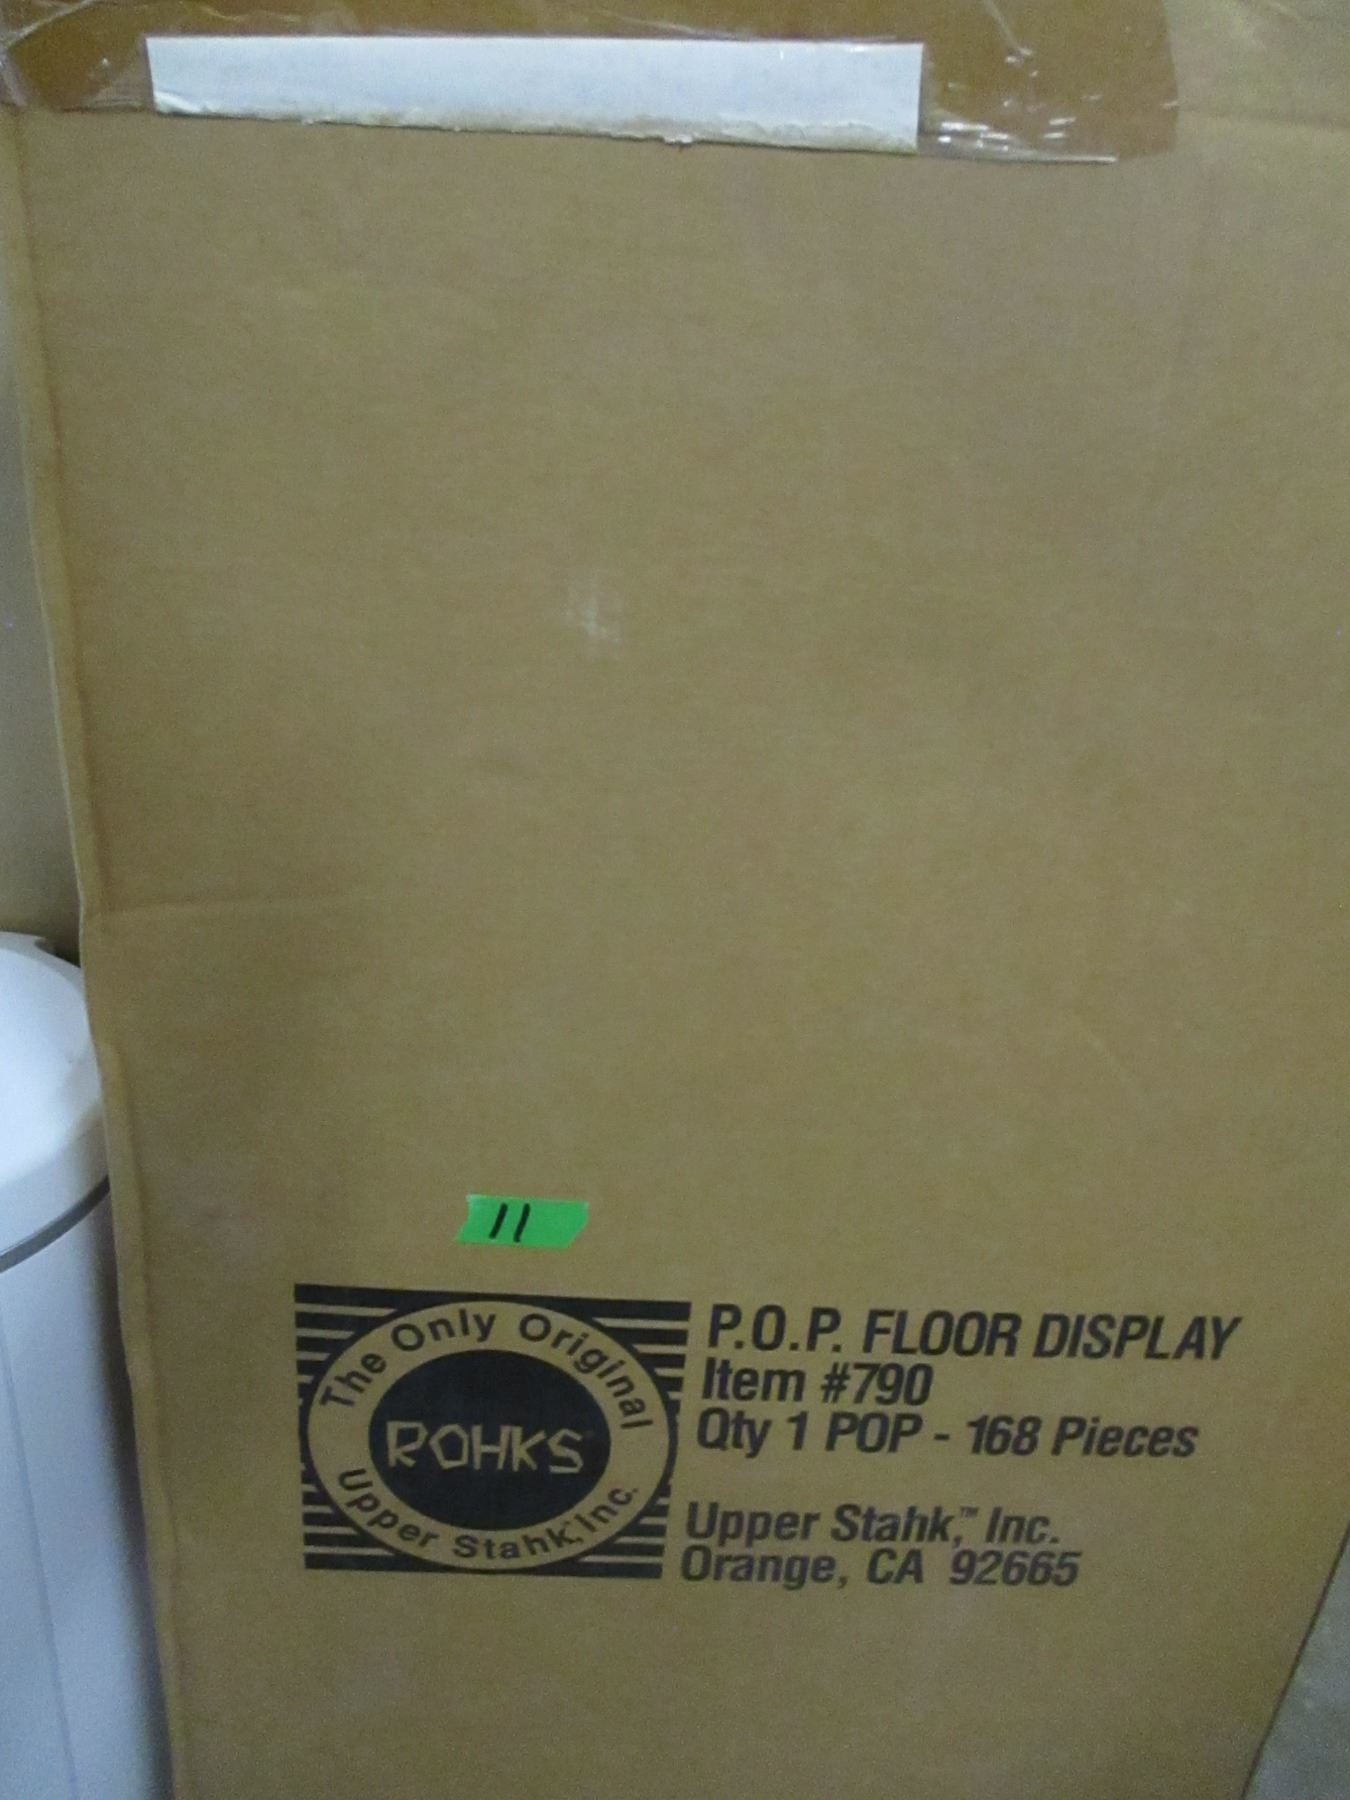 11
The Only Original
ROHKS
Upper Stahk, Inc.
P.O.P. FLOOR DISPLAY
Item #790
Qty 1 POP - 168 Pieces
Upper Stahk,™ Inc.
Orange, CA 92665